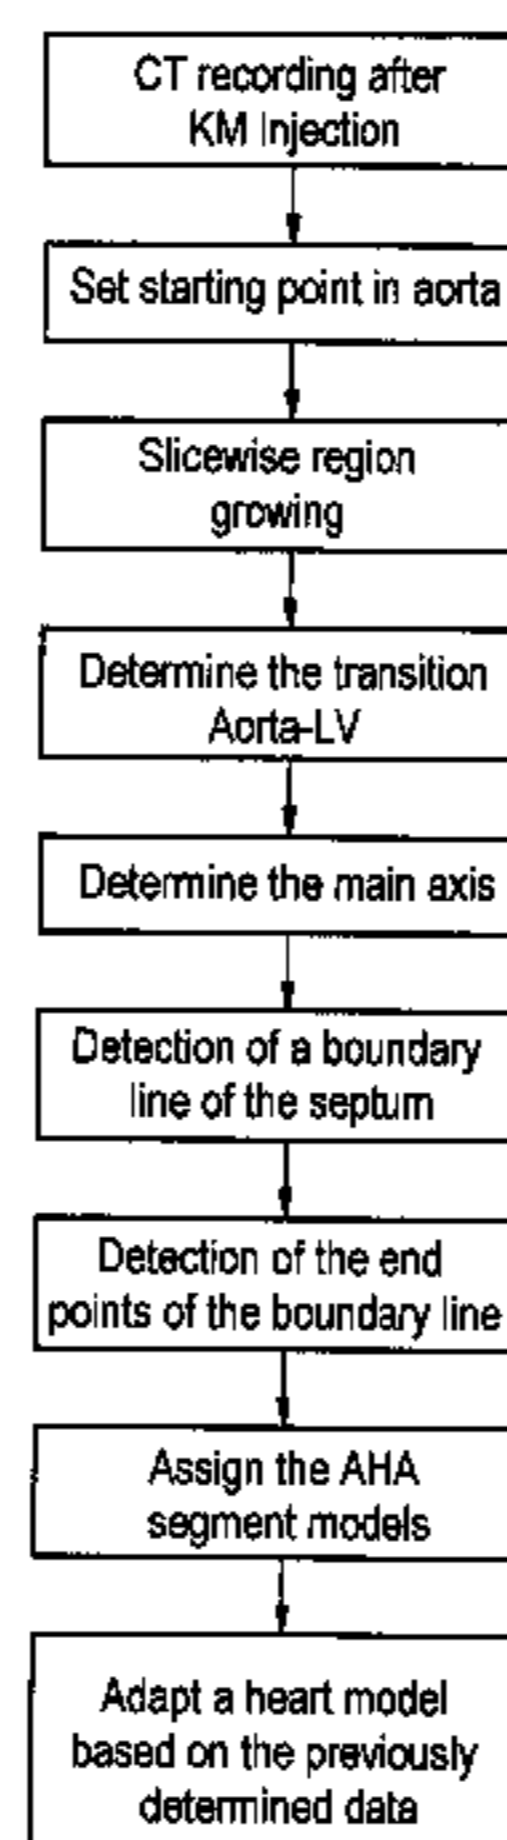 CT recording after
KM Injection
Set starting point in aorta
Slicewise region
growing
Determine the transition
Aorta-LV
Determine the main axis
Detection of a boundary
line of the septum
Detection of the end
points of the boundary line
Assign the AHA
segment models
Adapt a heart model
based on the previously
determined data